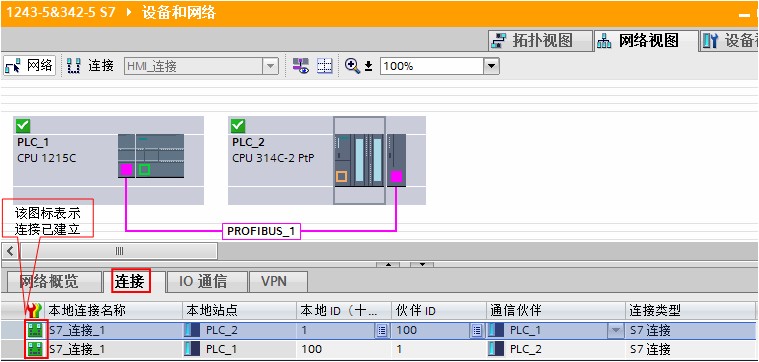 1243-5&342-5 S7 ▸ 设备和网络
拓扑视图 网络视图 设备
网络 连接 HMI_连接 100%
PLC_1
CPU 1215C
PLC_2
CPU 314C-2 PtP
该图标表示
连接已建立
PROFIBUS_1
网络概览 连接 IO 通信 VPN
本地连接名称 本地站点 本地 ID（十... 伙伴 ID 通信伙伴 连接类型
S7_连接_1 PLC_2 1 100 PLC_1 S7 连接
S7_连接_1 PLC_1 100 1 PLC_2 S7 连接